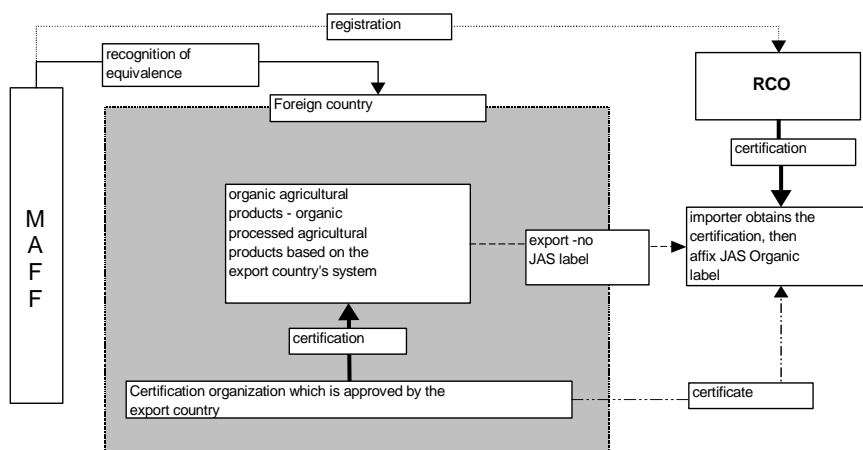 registration
recognition of
equivalence
RCO
Foreign country
certification
M
A
F
F
organic agricultural
products - organic
processed agricultural
products based on the
export country's system
export -no
JAS label
importer obtains the
certification, then
affix JAS Organic
label
certification
Certification organization which is approved by the
export country
certificate